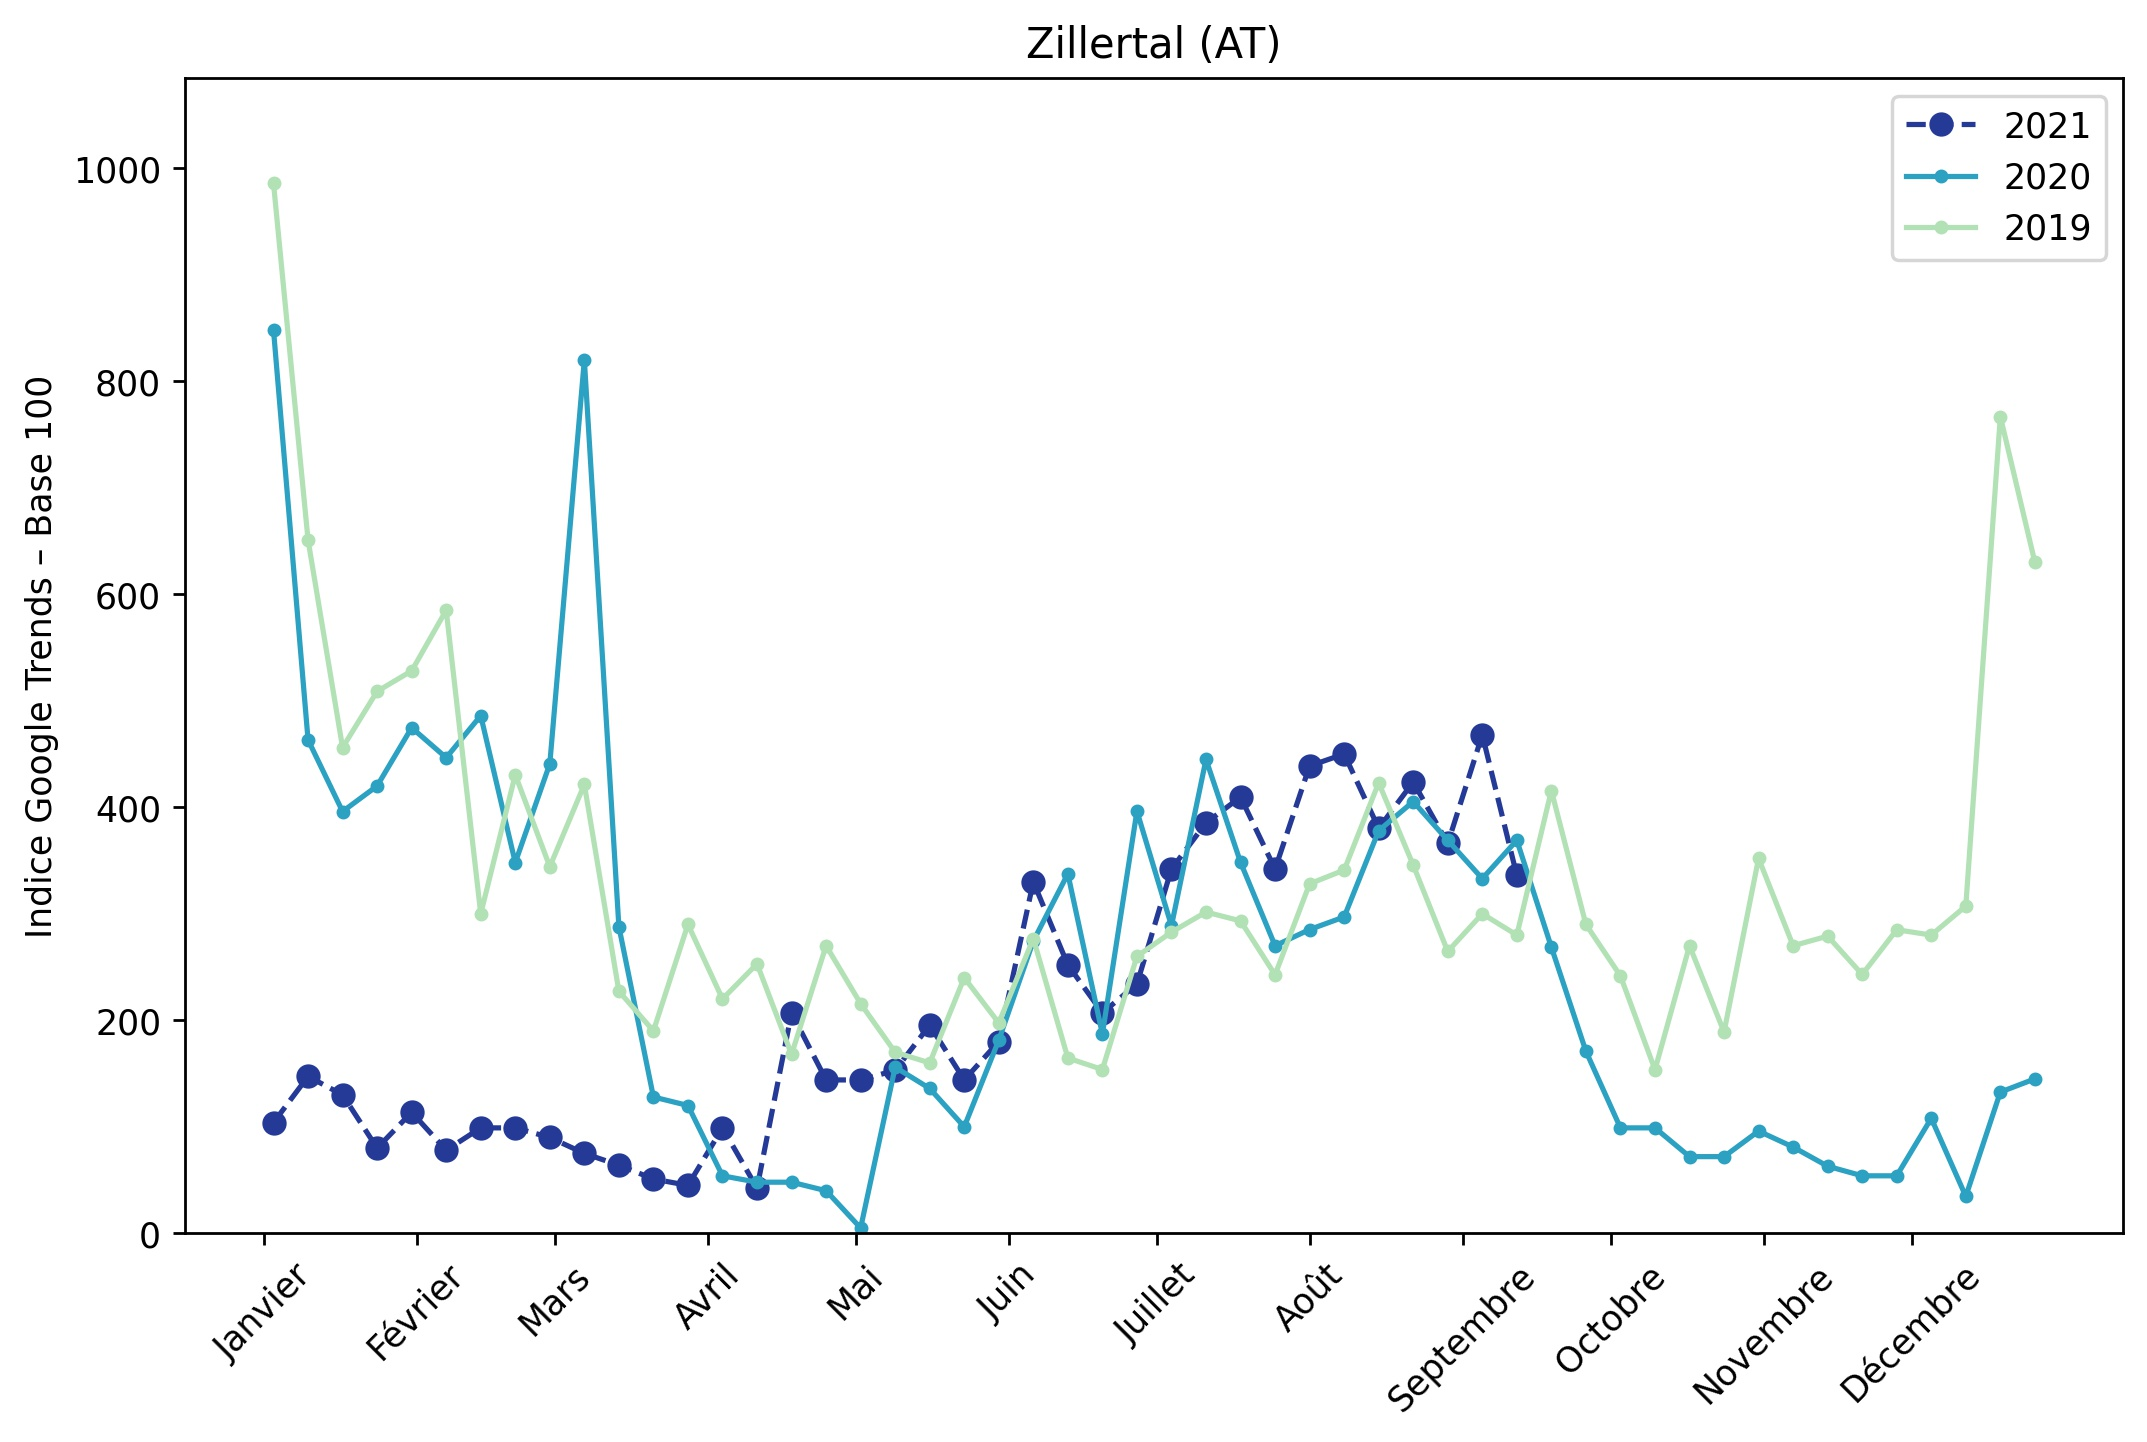 Zillertal (AT)
2021
2020
2019
Indice Google Trends – Base 100
1000
800
600
400
200
0
Janvier
Février
Mars
Avril
Mai
Juin
Juillet
Août
Septembre
Octobre
Novembre
Décembre